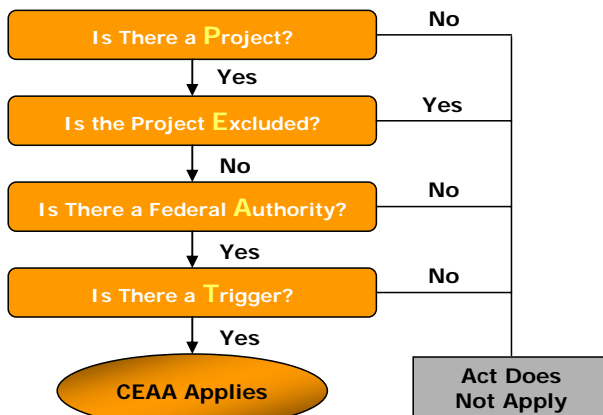 Is There a Project?
No
Yes
Is the Project Excluded?
Yes
No
Is There a Federal Authority?
No
Yes
Is There a Trigger?
No
Yes
CEAA Applies
Act Does
Not Apply